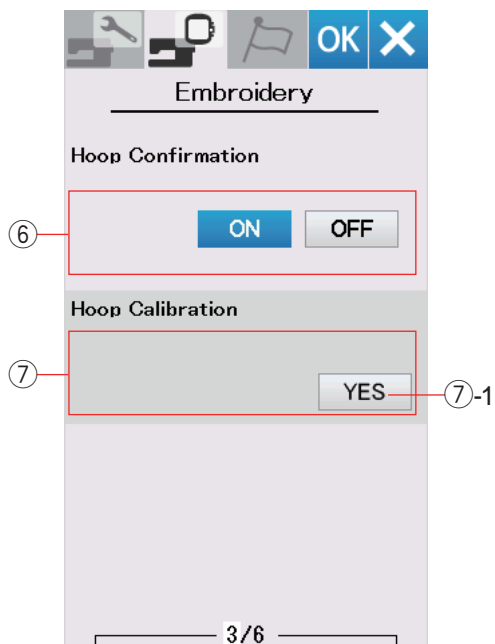 OK X
Embroidery
Hoop Confirmation
⑥ ON OFF
Hoop Calibration
⑦
YES ⑦-1
3/6